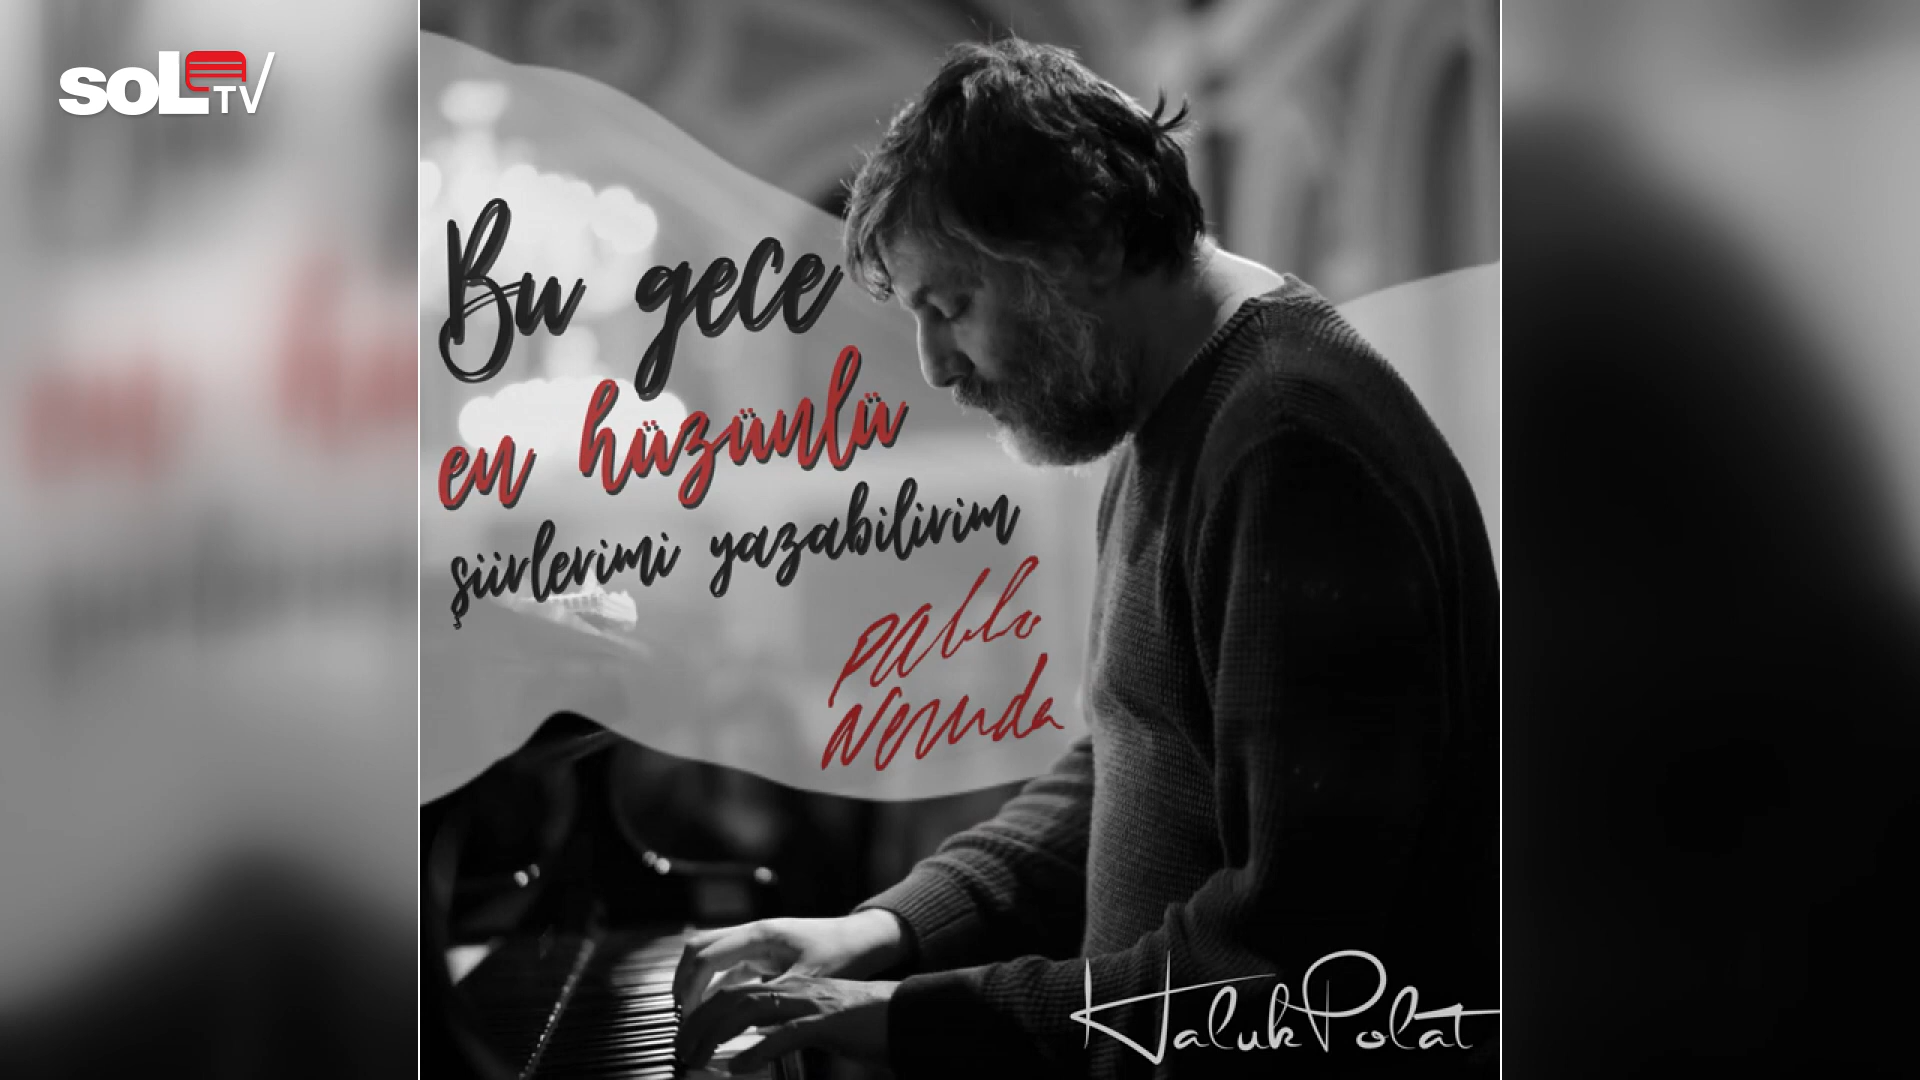 soL TV
Bu gece
en hüzünlü
şiirlerimi yazabilirim
Pablo
Neruda
Haluk Polat